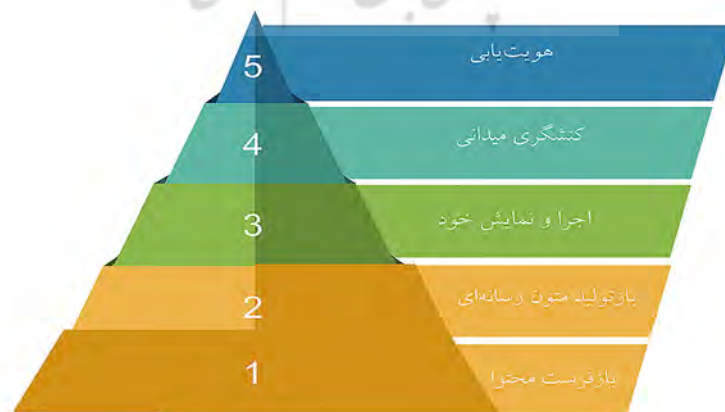 5 هویت‌یابی
4 کنشگری میدانی
3 اجرا و نمایش خود
2 بازتولید متون رسانه‌ای
1 بازفرست محتوا